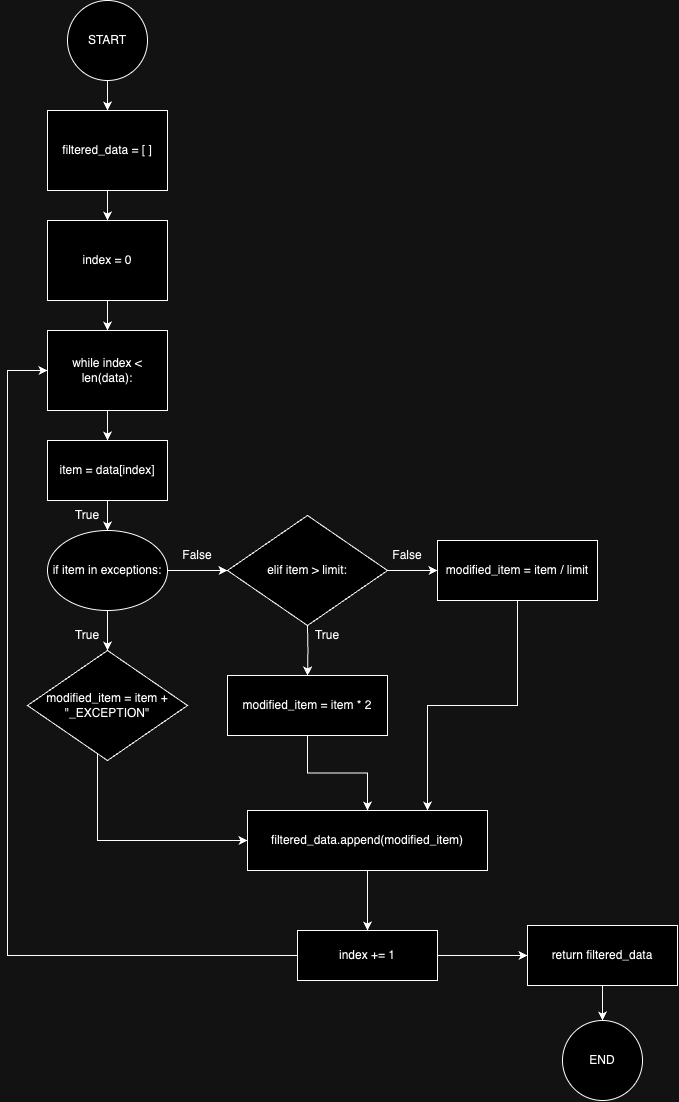 START
filtered_data = [ ]
index = 0
while index <
len(data):
item = data[index]
True
if item in exceptions:
False
elif item > limit:
False
modified_item = item / limit
True
True
modified_item = item +
"_EXCEPTION"
modified_item = item * 2
filtered_data.append(modified_item)
index += 1
return filtered_data
END